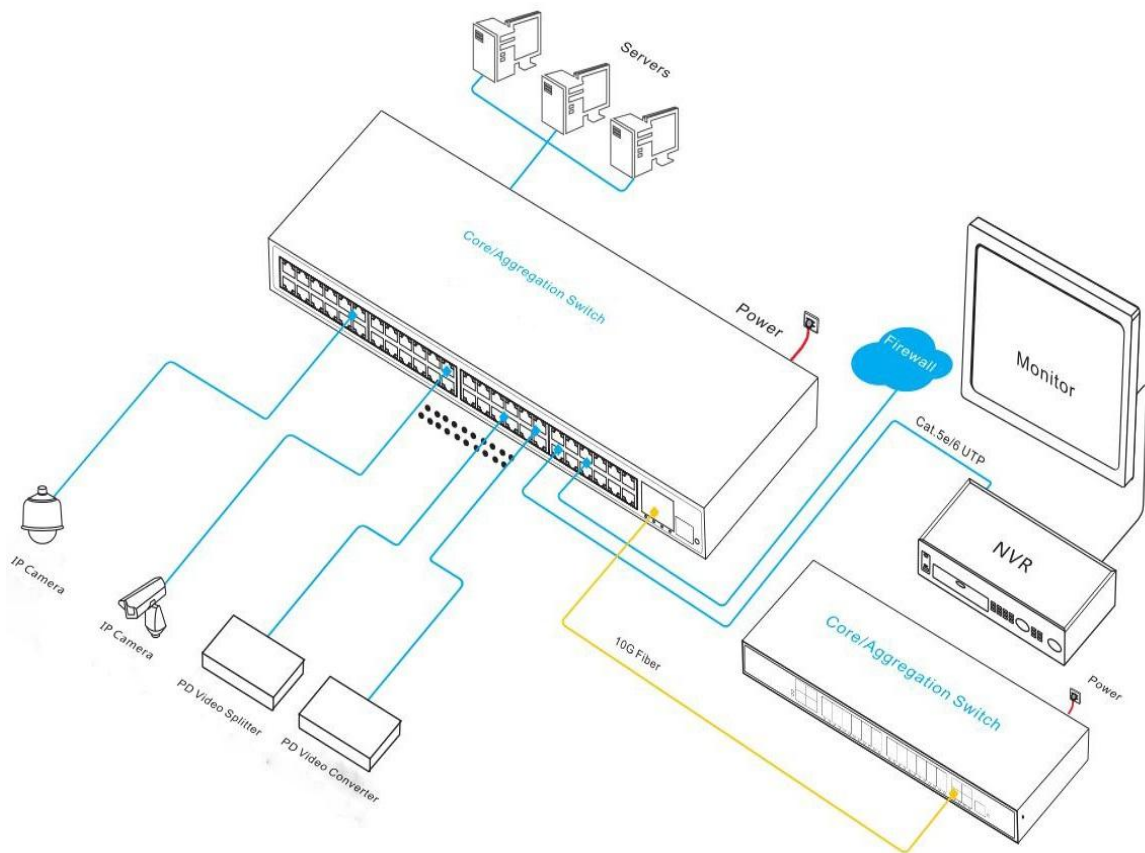 Servers
Core/Aggregation Switch
Power
Firewall
Monitor
Cat.5e/6 UTP
NVR
IP Camera
IP Camera
PD Video Splitter
PD Video Converter
10G Fiber
Core/Aggregation Switch
Power